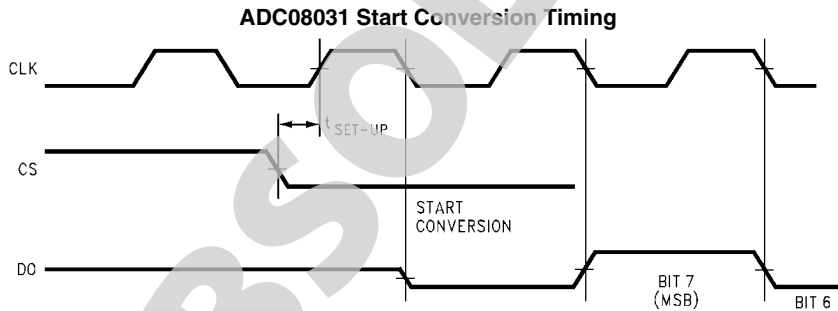 ADC08031 Start Conversion Timing
CLK
t SET-UP
CS
START
CONVERSION
DO
BIT 7
(MSB)
BIT 6